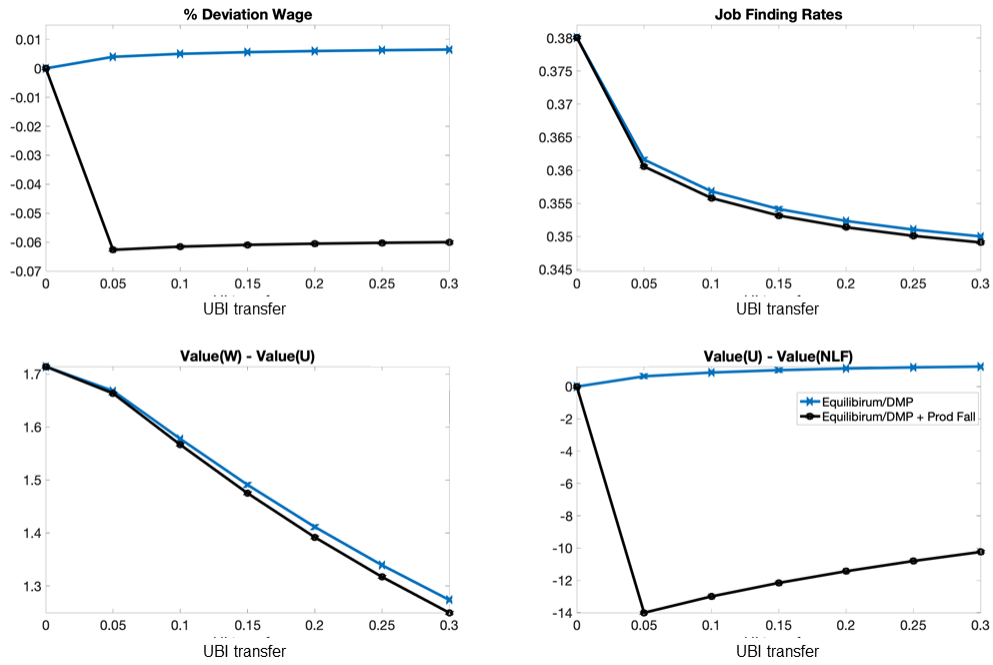 % Deviation Wage
0.01
0
-0.01
-0.02
-0.03
-0.04
-0.05
-0.06
-0.07
0 0.05 0.1 0.15 0.2 0.25 0.3
UBI transfer
Job Finding Rates
0.38
0.375
0.37
0.365
0.36
0.355
0.35
0.345
0 0.05 0.1 0.15 0.2 0.25 0.3
UBI transfer
Value(W) - Value(U)
1.7
1.6
1.5
1.4
1.3
0 0.05 0.1 0.15 0.2 0.25 0.3
UBI transfer
Value(U) - Value(NLF)
0
-2
-4
-6
-8
-10
-12
-14
Equilibirum/DMP
Equilibirum/DMP + Prod Fall
0 0.05 0.1 0.15 0.2 0.25 0.3
UBI transfer